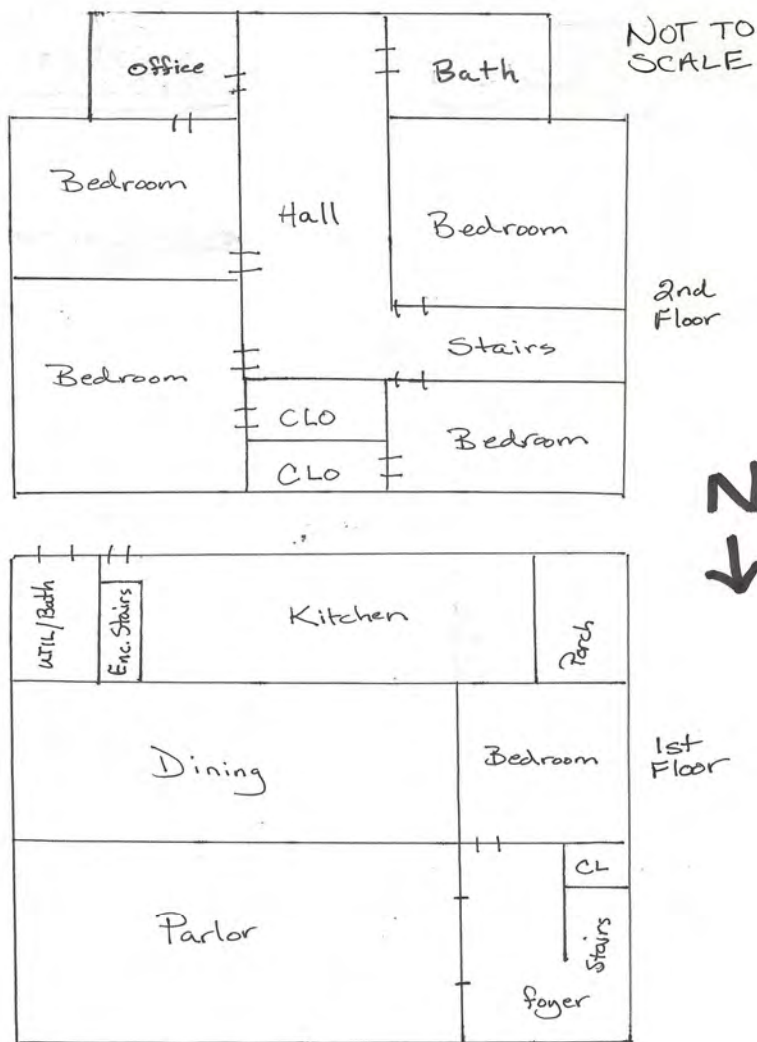 NOT TO
SCALE
office
Bath
Bedroom
Hall
Bedroom
2nd
Floor
Stairs
Bedroom
CLO
Bedroom
CLO
N
UTIL/Bath
Enc. Stairs
Kitchen
Porch
Dining
Bedroom
1st
Floor
CL
Parlor
Stairs
foyer